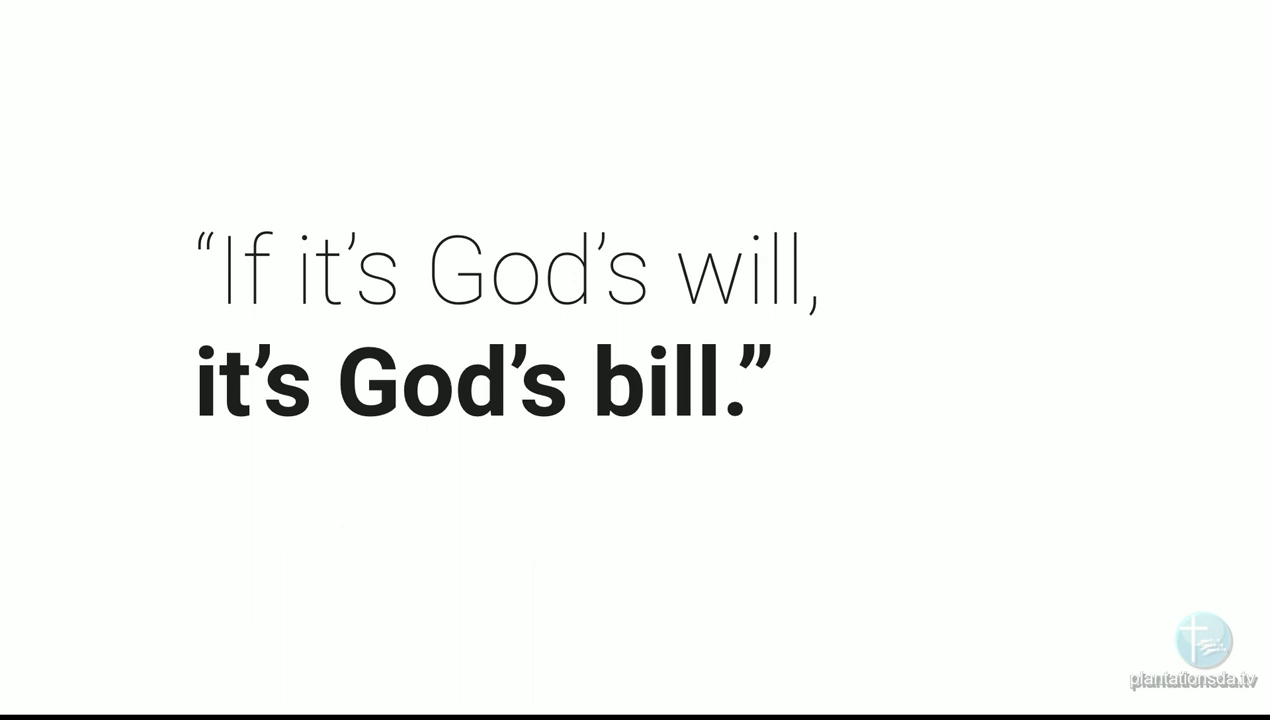 “If it’s God’s will,
it’s God’s bill.”
plantationsda.tv